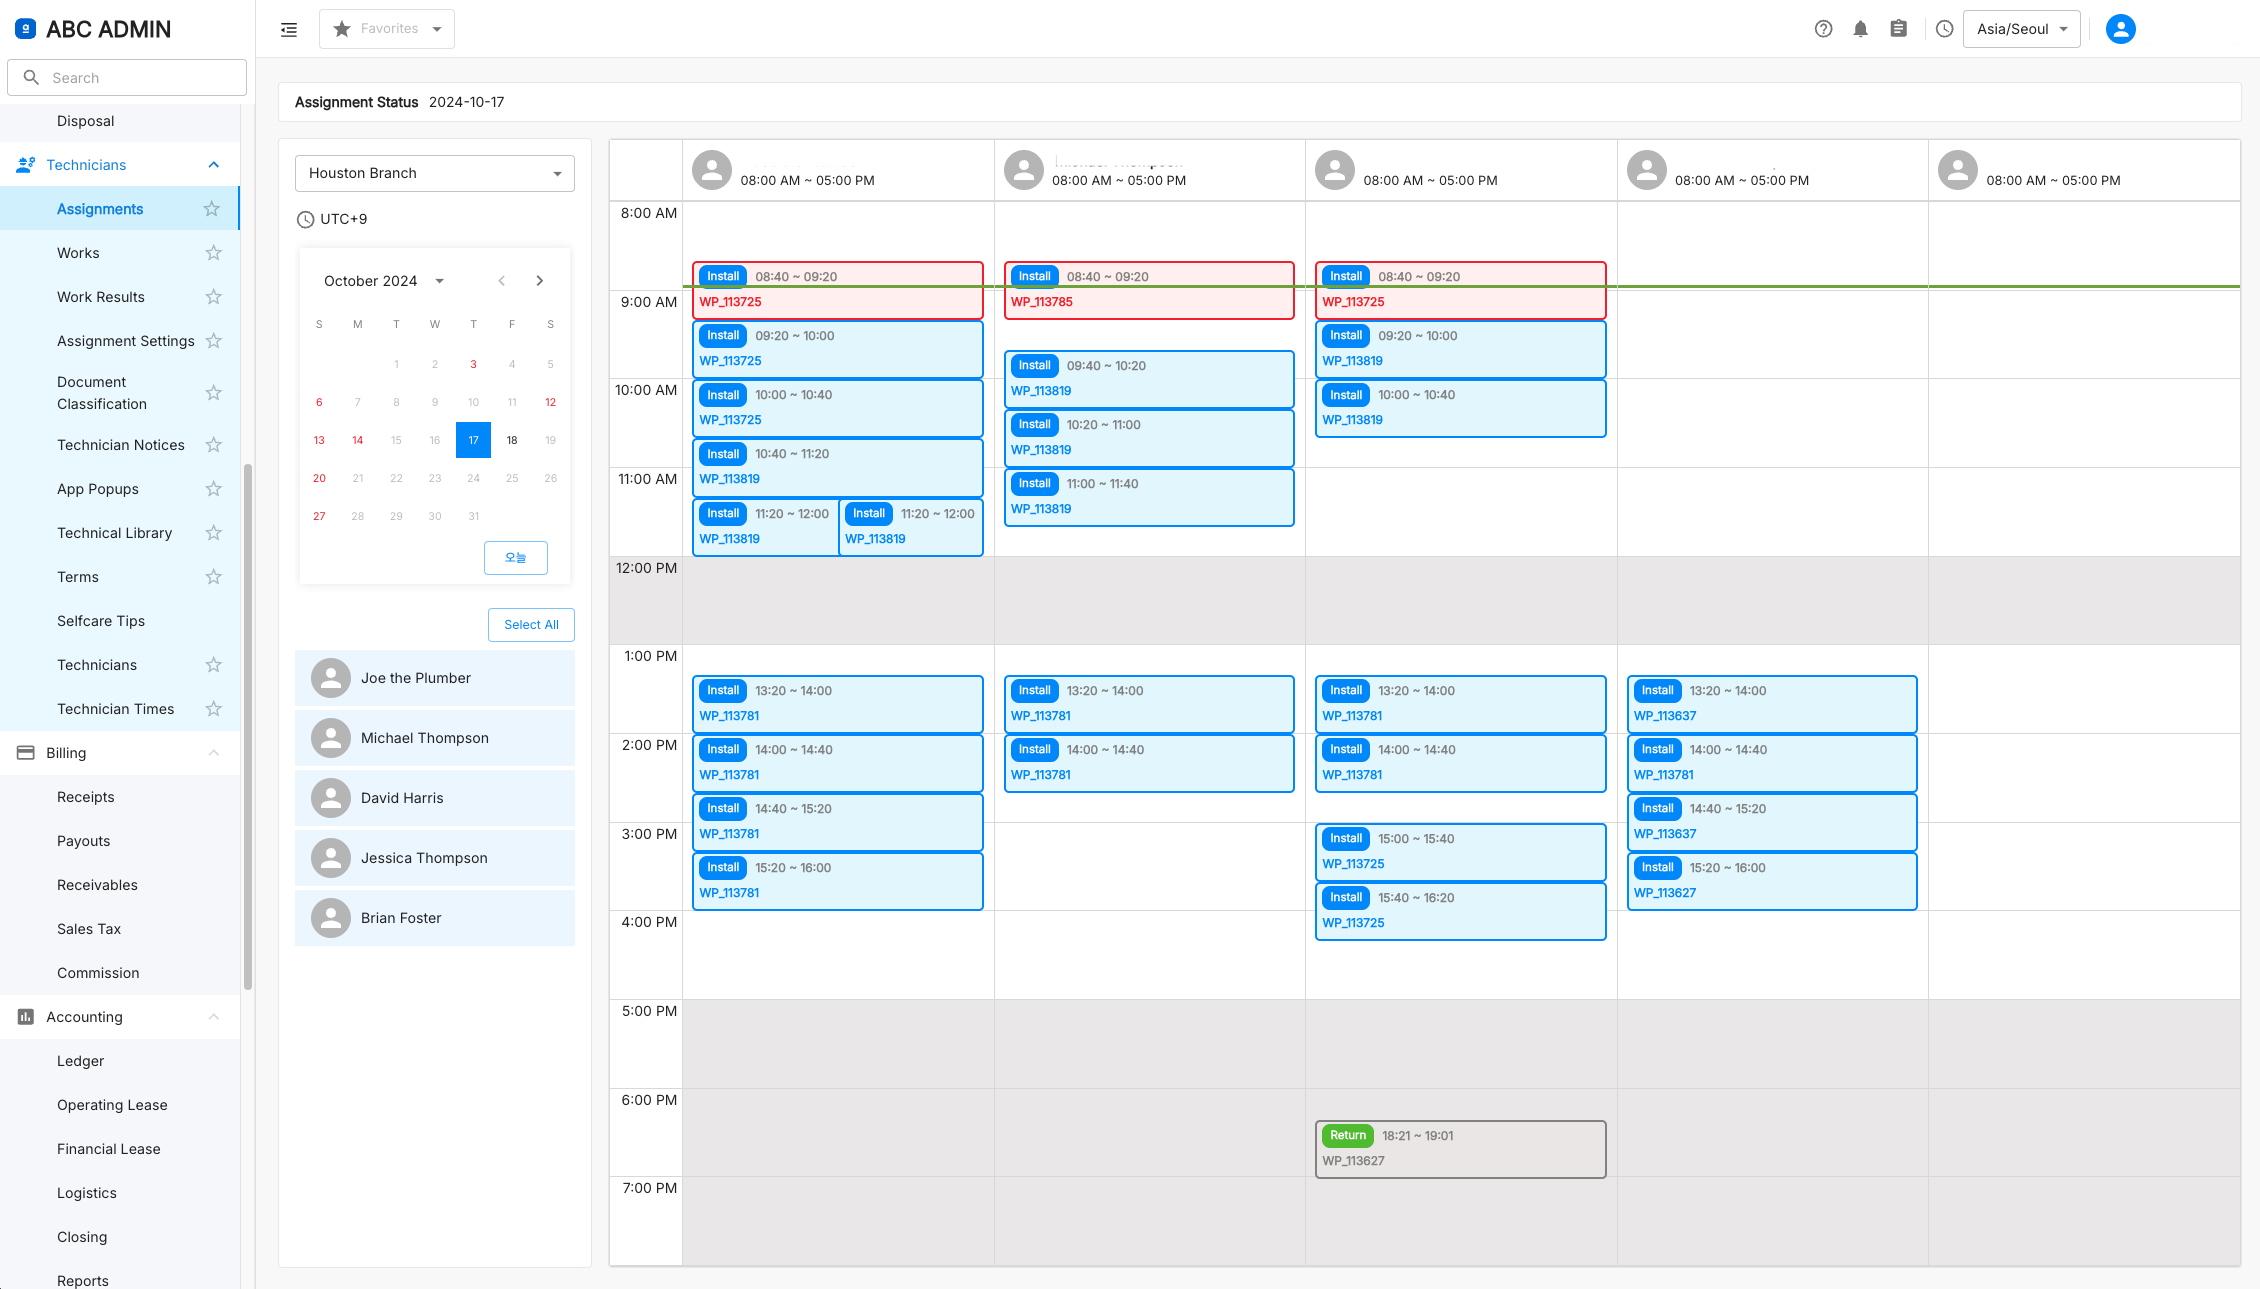 ABC ADMIN
Search
Disposal
Technicians
Assignments
Works
Work Results
Assignment Settings
Document
Classification
Technician Notices
App Popups
Technical Library
Terms
Selfcare Tips
Technicians
Technician Times
Billing
Receipts
Payouts
Receivables
Sales Tax
Commission
Accounting
Ledger
Operating Lease
Financial Lease
Logistics
Closing
Reports
Favorites
Asia/Seoul
Assignment Status 2024-10-17
Houston Branch
UTC+9
October 2024
S M T W T F S
1 2 3 4 5
6 7 8 9 10 11 12
13 14 15 16 17 18 19
20 21 22 23 24 25 26
27 28 29 30 31
오늘
Select All
Joe the Plumber
Michael Thompson
David Harris
Jessica Thompson
Brian Foster
08:00 AM ~ 05:00 PM
08:00 AM ~ 05:00 PM
08:00 AM ~ 05:00 PM
08:00 AM ~ 05:00 PM
08:00 AM ~ 05:00 PM
8:00 AM
9:00 AM
10:00 AM
11:00 AM
12:00 PM
1:00 PM
2:00 PM
3:00 PM
4:00 PM
5:00 PM
6:00 PM
7:00 PM
Install 08:40 ~ 09:20
WP_113725
Install 09:20 ~ 10:00
WP_113725
Install 10:00 ~ 10:40
WP_113725
Install 10:40 ~ 11:20
WP_113819
Install 11:20 ~ 12:00
WP_113819
Install 11:20 ~ 12:00
WP_113819
Install 13:20 ~ 14:00
WP_113781
Install 14:00 ~ 14:40
WP_113781
Install 14:40 ~ 15:20
WP_113781
Install 15:20 ~ 16:00
WP_113781
Install 08:40 ~ 09:20
WP_113785
Install 09:40 ~ 10:20
WP_113819
Install 10:20 ~ 11:00
WP_113819
Install 11:00 ~ 11:40
WP_113819
Install 13:20 ~ 14:00
WP_113781
Install 14:00 ~ 14:40
WP_113781
Install 08:40 ~ 09:20
WP_113725
Install 09:20 ~ 10:00
WP_113819
Install 10:00 ~ 10:40
WP_113819
Install 13:20 ~ 14:00
WP_113781
Install 14:00 ~ 14:40
WP_113781
Install 15:00 ~ 15:40
WP_113725
Install 15:40 ~ 16:20
WP_113725
Return 18:21 ~ 19:01
WP_113627
Install 13:20 ~ 14:00
WP_113637
Install 14:00 ~ 14:40
WP_113781
Install 14:40 ~ 15:20
WP_113637
Install 15:20 ~ 16:00
WP_113627